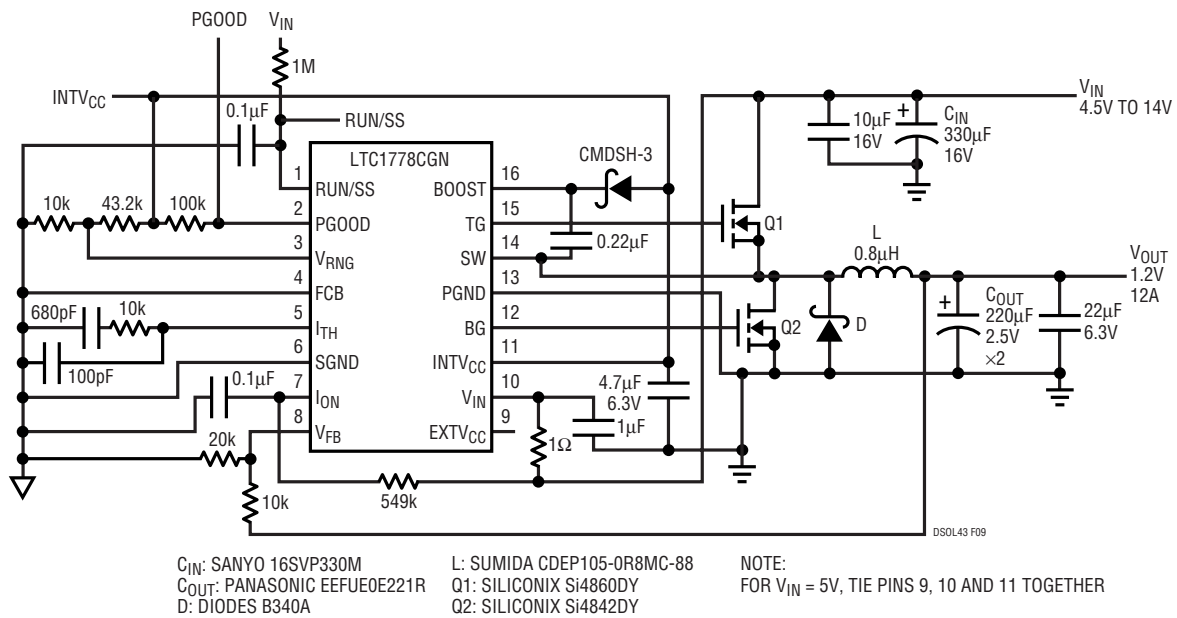 PGOOD
VIN
1M
INTVCC
0.1µF
RUN/SS
VIN
4.5V TO 14V
10µF
16V
+
CIN
330µF
16V
LTC1778CGN
CMDSH-3
1
RUN/SS
BOOST
16
10k
43.2k
100k
2
PGOOD
TG
15
Q1
0.22µF
3
VRNG
SW
14
L
0.8µH
VOUT
1.2V
12A
4
FCB
PGND
13
680pF
10k
5
ITH
BG
12
Q2
D
+
COUT
220µF
2.5V
×2
22µF
6.3V
100pF
6
SGND
INTVCC
11
0.1µF
7
ION
VIN
10
4.7µF
6.3V
1µF
20k
8
VFB
EXTVCC
9
1Ω
10k
549k
DSOL43 F09
CIN: SANYO 16SVP330M
COUT: PANASONIC EEFUE0E221R
D: DIODES B340A
L: SUMIDA CDEP105-0R8MC-88
Q1: SILICONIX Si4860DY
Q2: SILICONIX Si4842DY
NOTE:
FOR VIN = 5V, TIE PINS 9, 10 AND 11 TOGETHER